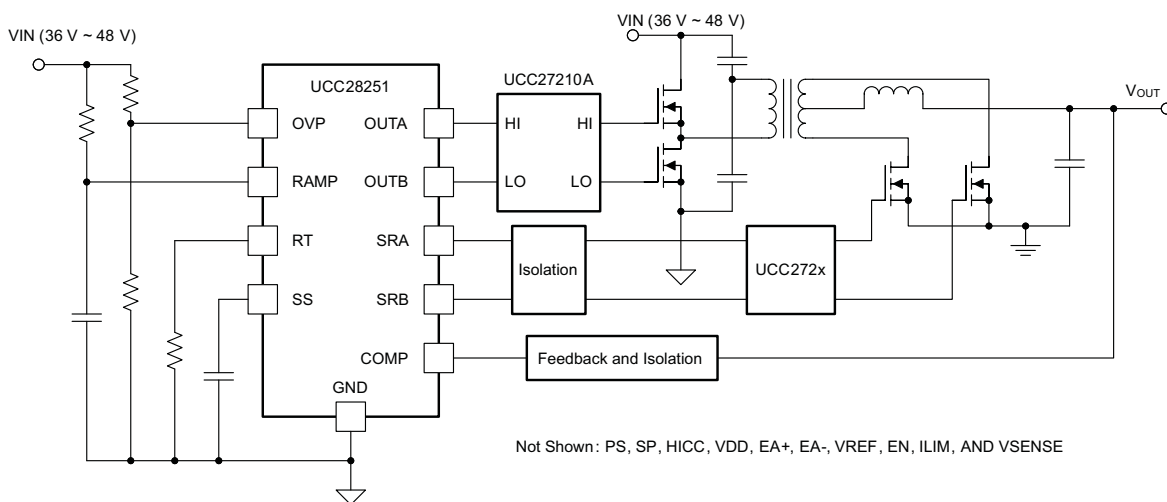 VIN (36 V ~ 48 V)
VIN (36 V ~ 48 V)
UCC28251
UCC27210A
VOUT
OVP
OUTA
HI
HI
RAMP
OUTB
LO
LO
RT
SRA
Isolation
UCC272x
SS
SRB
COMP
Feedback and Isolation
GND
Not Shown: PS, SP, HICC, VDD, EA+, EA-, VREF, EN, ILIM, AND VSENSE